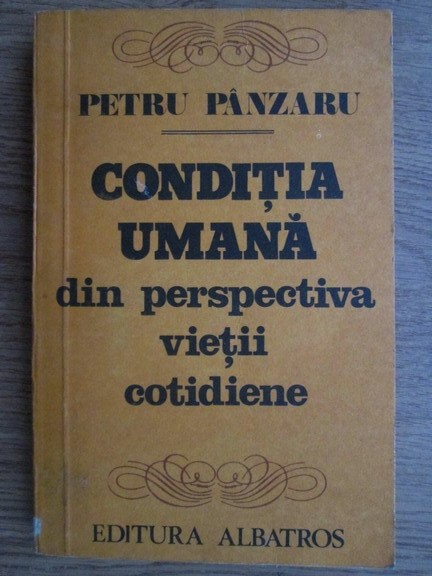 PETRU PÂNZARU
CONDIȚIA
UMANĂ
din perspectiva
vieții
cotidiene
EDITURA ALBATROS